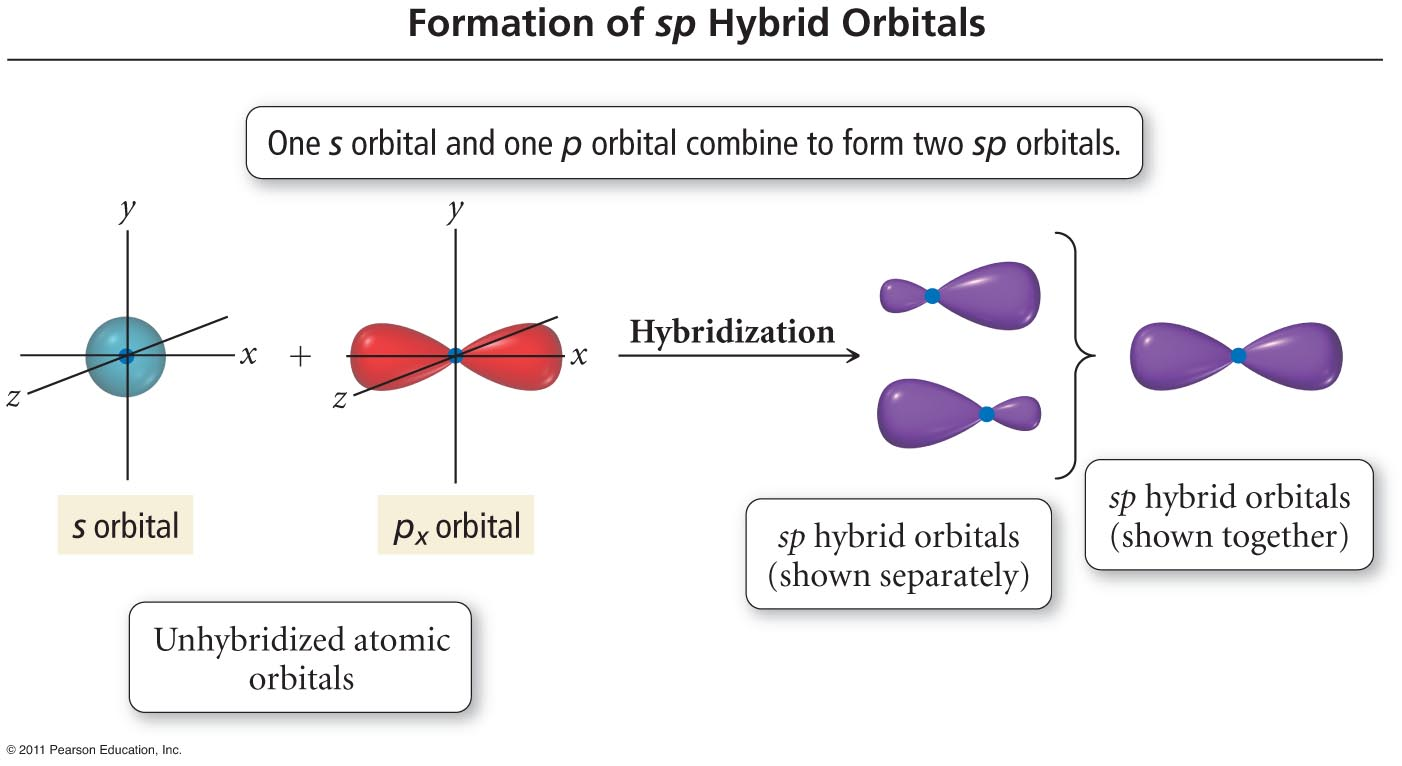 Formation of sp Hybrid Orbitals
One s orbital and one p orbital combine to form two sp orbitals.
y
x
z
+
y
x
z
Hybridization
s orbital
pₓ orbital
Unhybridized atomic
orbitals
sp hybrid orbitals
(shown separately)
sp hybrid orbitals
(shown together)
© 2011 Pearson Education, Inc.